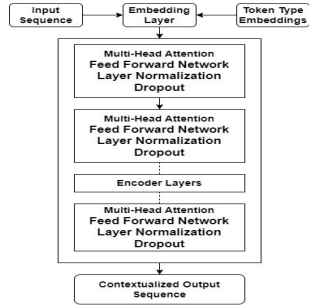 Input
Sequence
Embedding
Layer
Token Type
Embeddings
Multi-Head Attention
Feed Forward Network
Layer Normalization
Dropout
Multi-Head Attention
Feed Forward Network
Layer Normalization
Dropout
Encoder Layers
Multi-Head Attention
Feed Forward Network
Layer Normalization
Dropout
Contextualized Output
Sequence